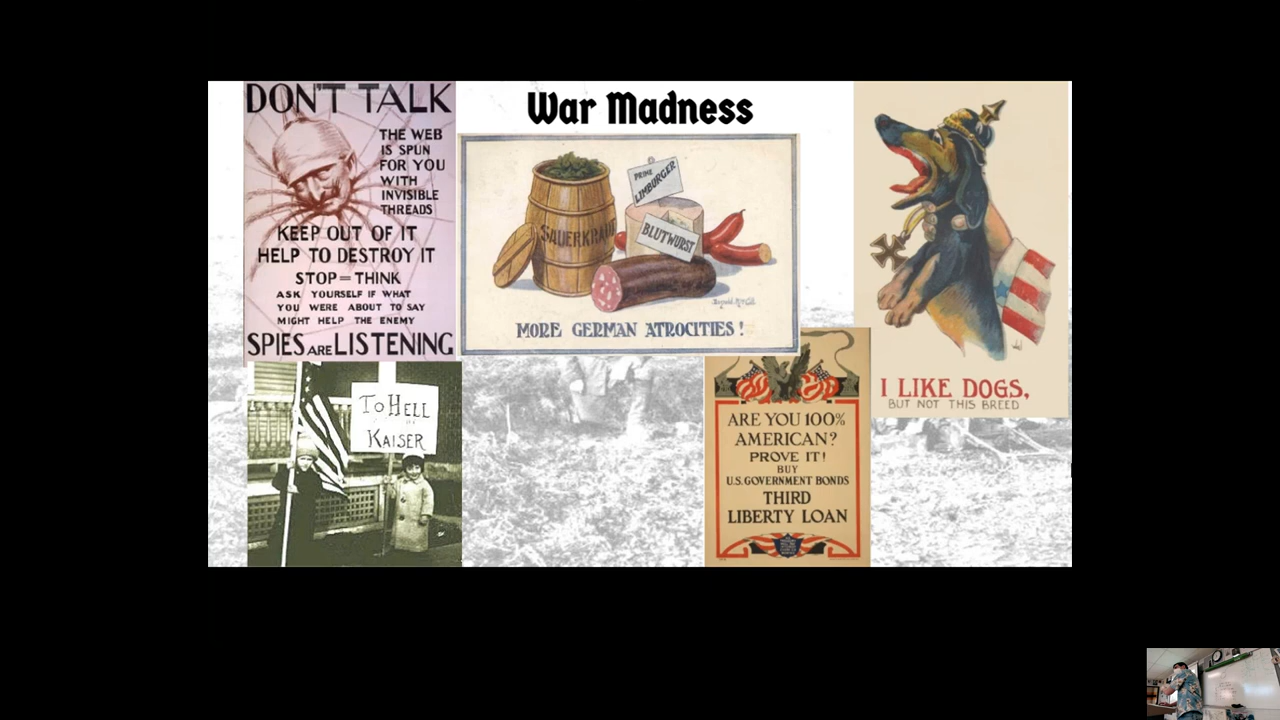 War Madness
DON'T TALK
THE WEB
IS SPUN
FOR YOU
WITH
INVISIBLE
THREADS
KEEP OUT OF IT
HELP TO DESTROY IT
STOP = THINK
ASK YOURSELF IF WHAT
YOU WERE ABOUT TO SAY
MIGHT HELP THE ENEMY
SPIES ARE LISTENING
PRIME
LIMBURGER
SAUERKRAUT
BLUTWURST
MORE GERMAN ATROCITIES!
I LIKE DOGS,
BUT NOT THIS BREED
TO HELL
KAISER
ARE YOU 100%
AMERICAN?
PROVE IT!
BUY
U.S. GOVERNMENT BONDS
THIRD
LIBERTY LOAN